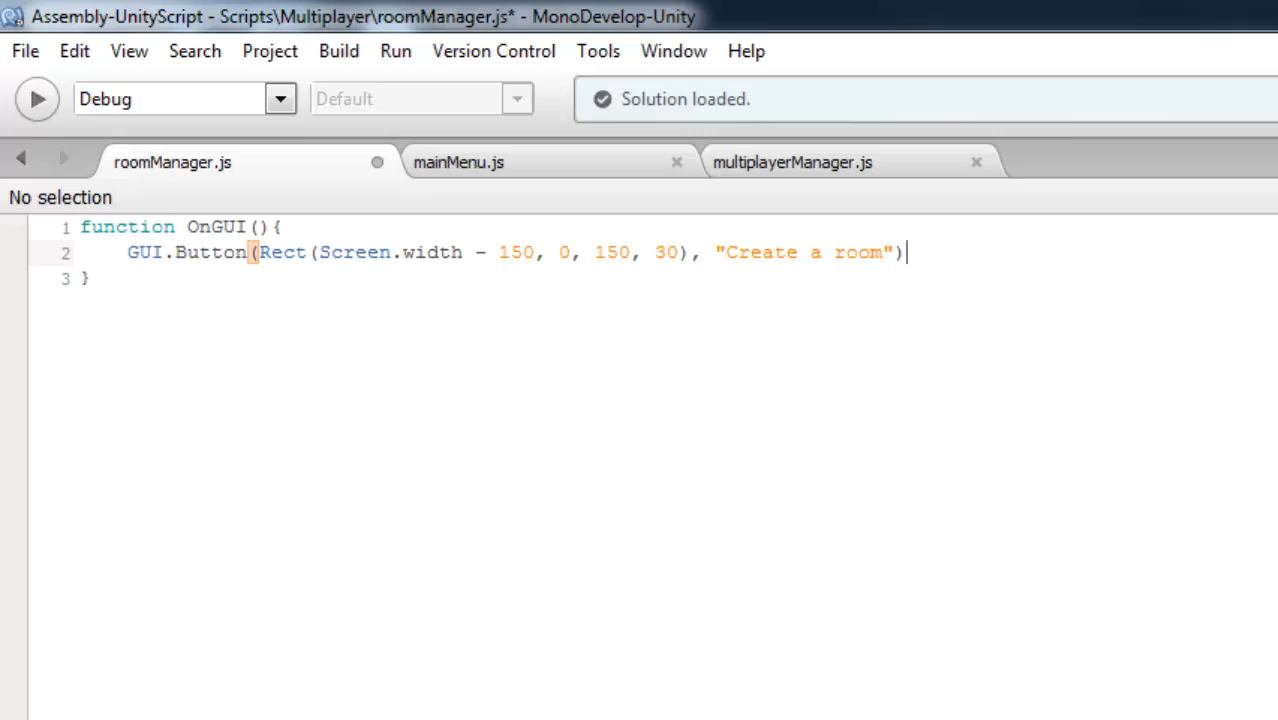 Assembly-UnityScript - Scripts\Multiplayer\roomManager.js* - MonoDevelop-Unity
File Edit View Search Project Build Run Version Control Tools Window Help
Debug Default Solution loaded.
roomManager.js mainMenu.js multiplayerManager.js
No selection
1 function OnGUI(){
2 GUI.Button(Rect(Screen.width - 150, 0, 150, 30), "Create a room")
3 }